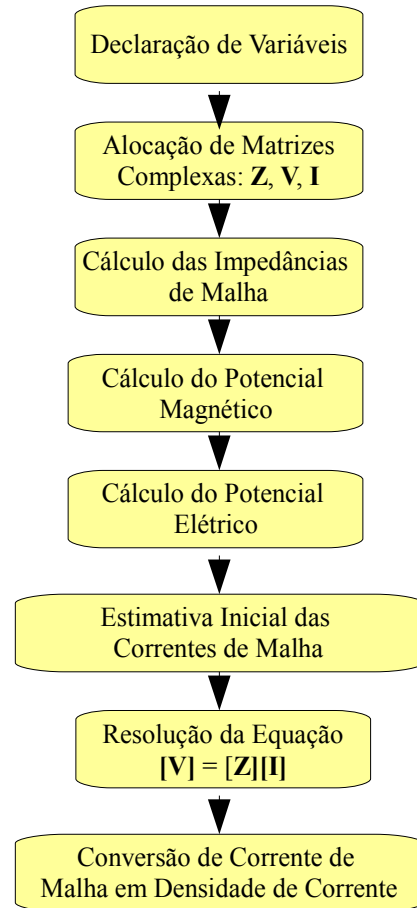 Declaração de Variáveis
Alocação de Matrizes
Complexas: Z, V, I
Cálculo das Impedâncias
de Malha
Cálculo do Potencial
Magnético
Cálculo do Potencial
Elétrico
Estimativa Inicial das
Correntes de Malha
Resolução da Equação
[V] = [Z][I]
Conversão de Corrente de
Malha em Densidade de Corrente